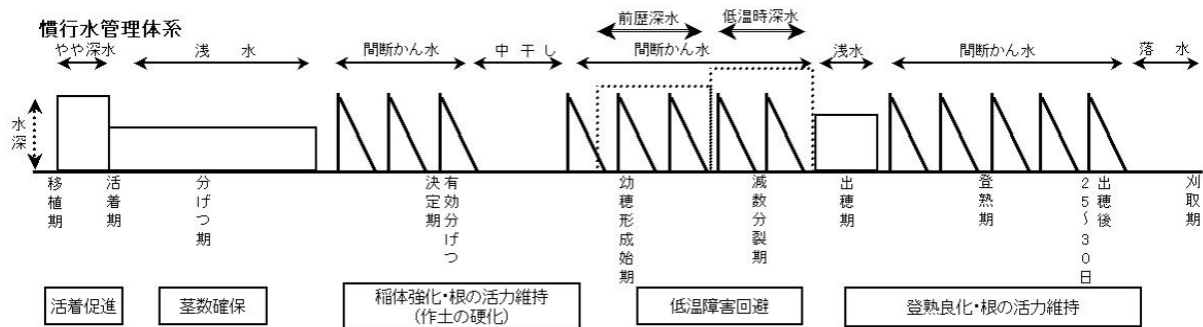 慣行水管理体系
前歴深水
低温時深水
やや深水
浅水
間断かん水
中干し
間断かん水
浅水
間断かん水
落水
水深
移植期
活着期
分げつ期
有効分げつ
決定期
幼穂形成始期
減数分裂期
出穂期
登熟期
出穂後
25～30日
刈取期
活着促進
茎数確保
稲体強化・根の活力維持
(作土の硬化)
低温障害回避
登熟良化・根の活力維持